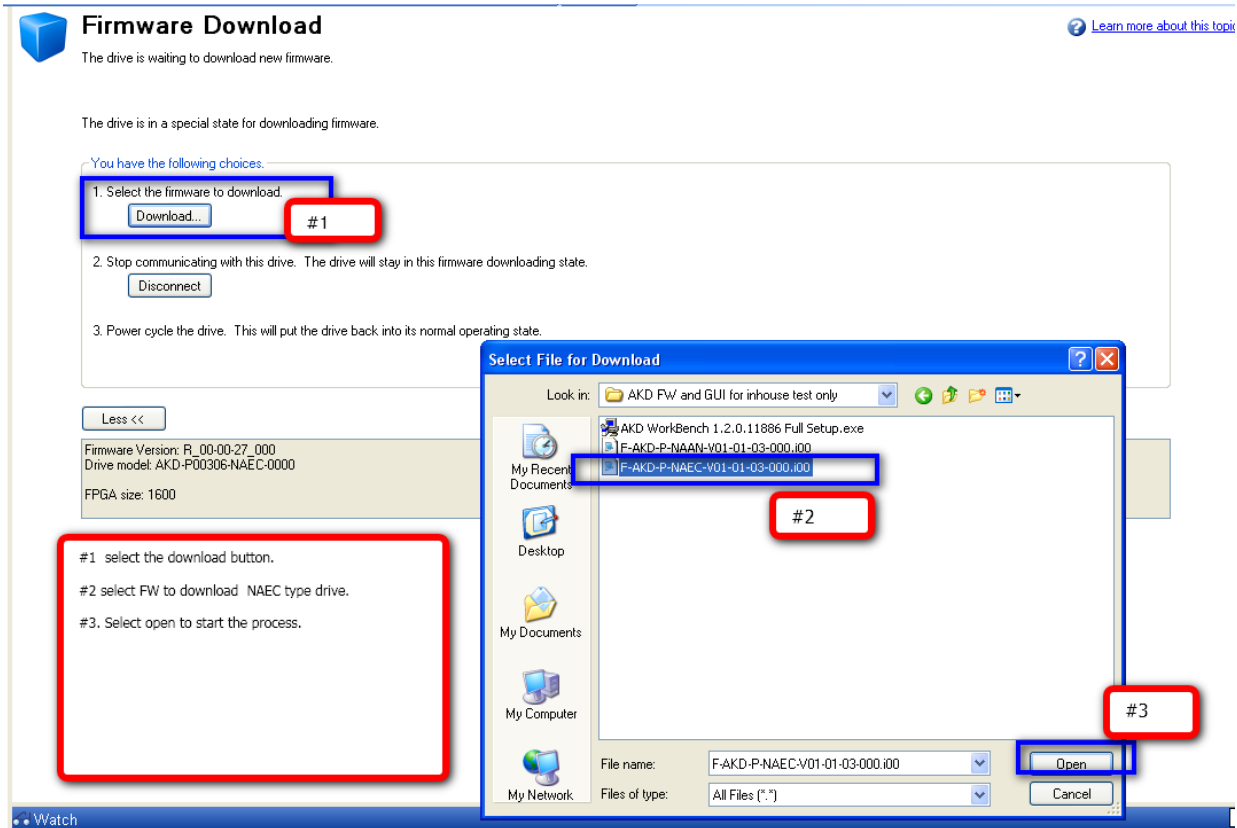 Firmware Download
Learn more about this topic
The drive is waiting to download new firmware.
The drive is in a special state for downloading firmware.
You have the following choices.
1. Select the firmware to download.
Download...
#1
2. Stop communicating with this drive. The drive will stay in this firmware downloading state.
Disconnect
3. Power cycle the drive. This will put the drive back into its normal operating state.
Less <<
Firmware Version: R_00-00-27_000
Drive model: AKD-P00306-NAEC-0000
FPGA size: 1600
#1 select the download button.
#2 select FW to download NAEC type drive.
#3. Select open to start the process.
Select File for Download
Look in:
AKD FW and GUI for inhouse test only
My Recent Documents
Desktop
My Documents
My Computer
My Network
AKD WorkBench 1.2.0.11886 Full Setup.exe
F-AKD-P-NAAN-V01-01-03-000.i00
F-AKD-P-NAEC-V01-01-03-000.i00
#2
#3
File name:
F-AKD-P-NAEC-V01-01-03-000.i00
Open
Files of type:
All Files (*.*)
Cancel
Watch